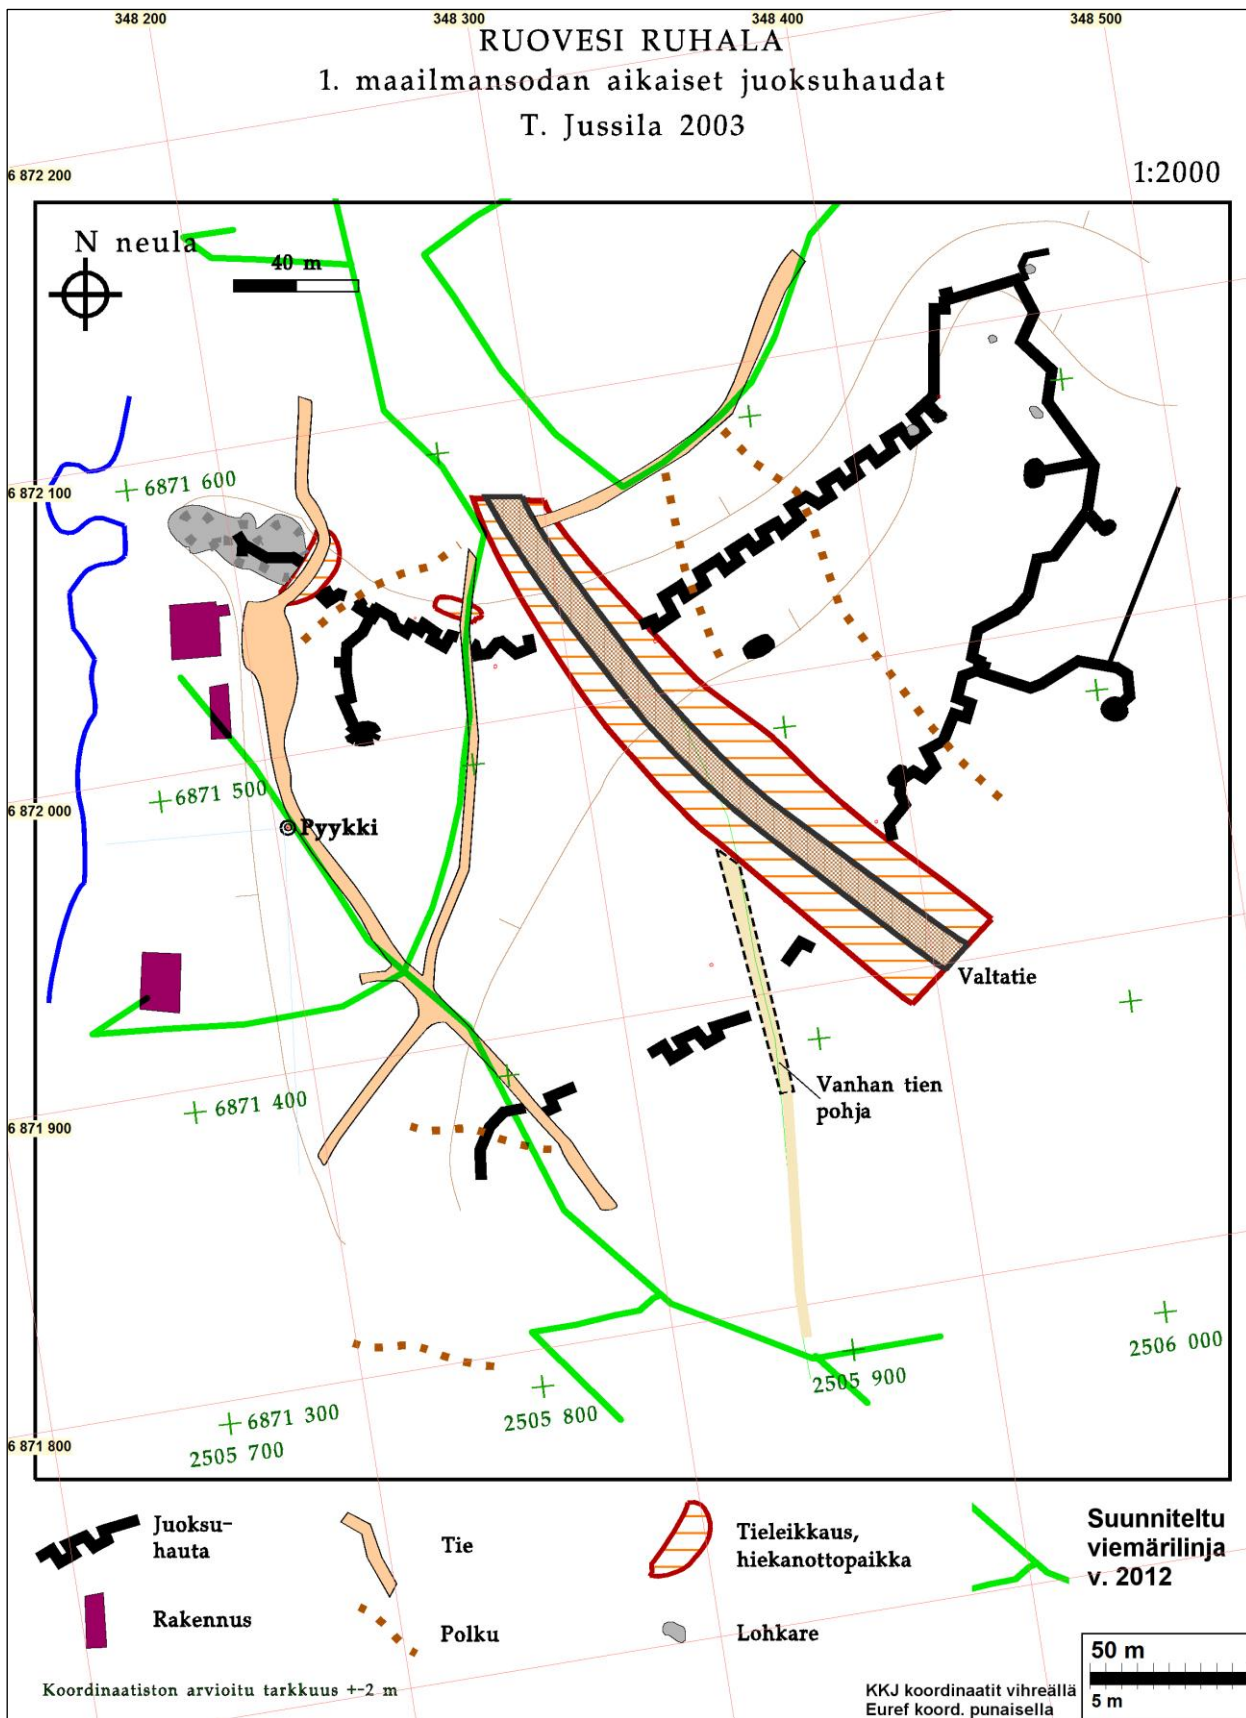 348 200
348 300
348 400
348 500
RUOVESI RUHALA
1. maailmansodan aikaiset juoksuhaudat
T. Jussila 2003
6 872 200
1:2000
N neula
40 m
6871 600
6 872 100
6871 500
6 872 000
Pyykki
Valtatie
Vanhan tien
pohja
6871 400
6 871 900
2506 000
2505 900
2505 800
6871 300
2505 700
6 871 800
Juoksu-
hauta
Tie
Tieleikkaus,
hiekanottopaikka
Suunniteltu
viemärilinja
v. 2012
Rakennus
Polku
Lohkare
50 m
5 m
Koordinaatiston arvioitu tarkkuus +-2 m
KKJ koordinaatit vihreällä
Euref koord. punaisella